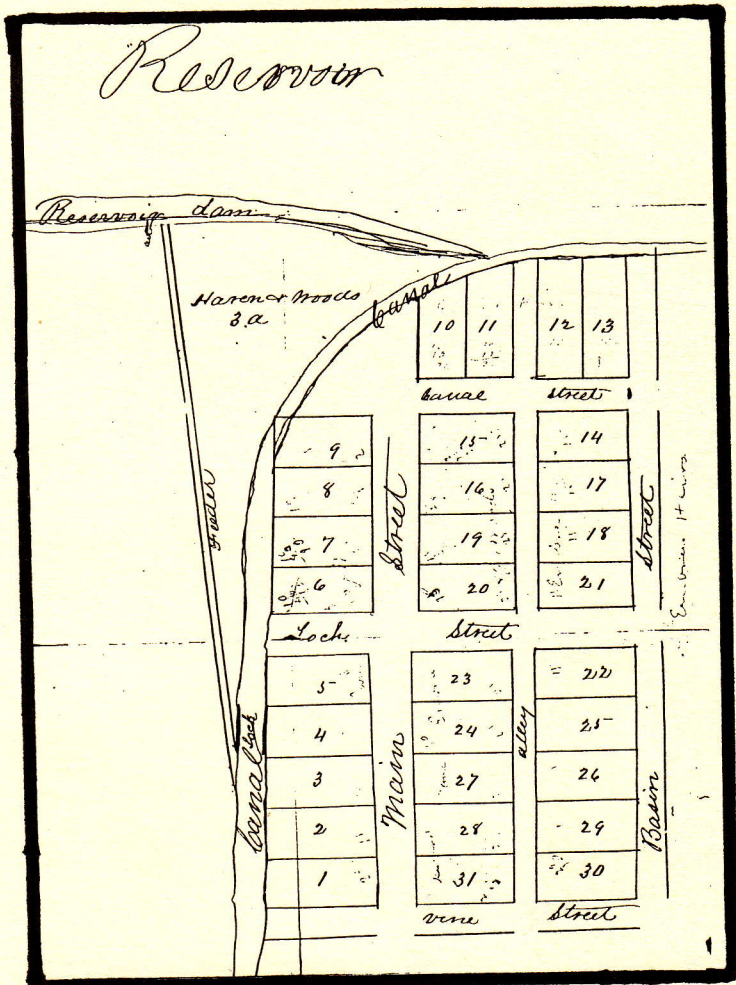 Reservoir
Reservoir dam
Haven & Woods
3.a
Canal
10 11 12 13
Canal Street
9 15 14
8 16 17
7 19 18
6 20 21
Street
Street
Feeder
Lock Street
5 23 22
4 24 25
3 27 26
2 28 29
1 31 30
Canal
Lock
Main
alley
Basin
vine Street